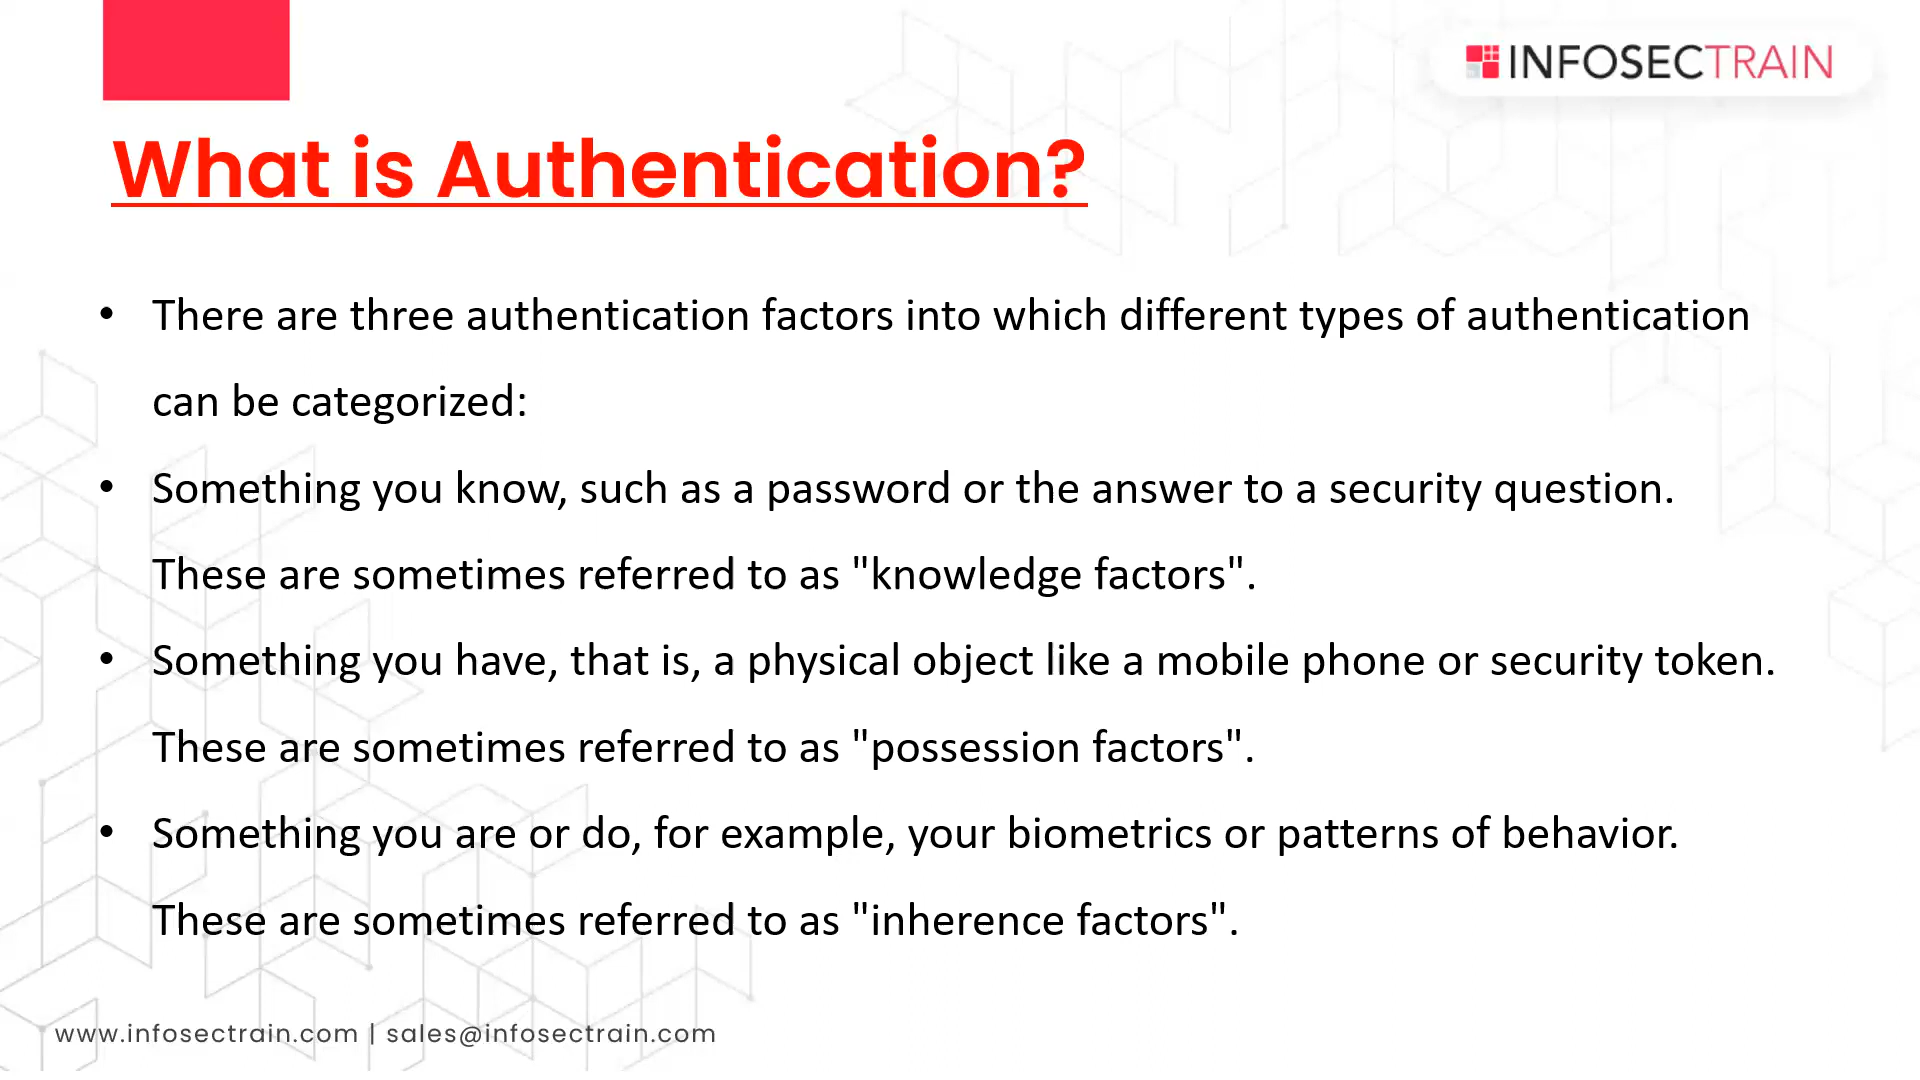 INFOSECTRAIN
What is Authentication?
• There are three authentication factors into which different types of authentication
can be categorized:
• Something you know, such as a password or the answer to a security question.
These are sometimes referred to as "knowledge factors".
• Something you have, that is, a physical object like a mobile phone or security token.
These are sometimes referred to as "possession factors".
• Something you are or do, for example, your biometrics or patterns of behavior.
These are sometimes referred to as "inherence factors".
www.infosectrain.com | sales@infosectrain.com